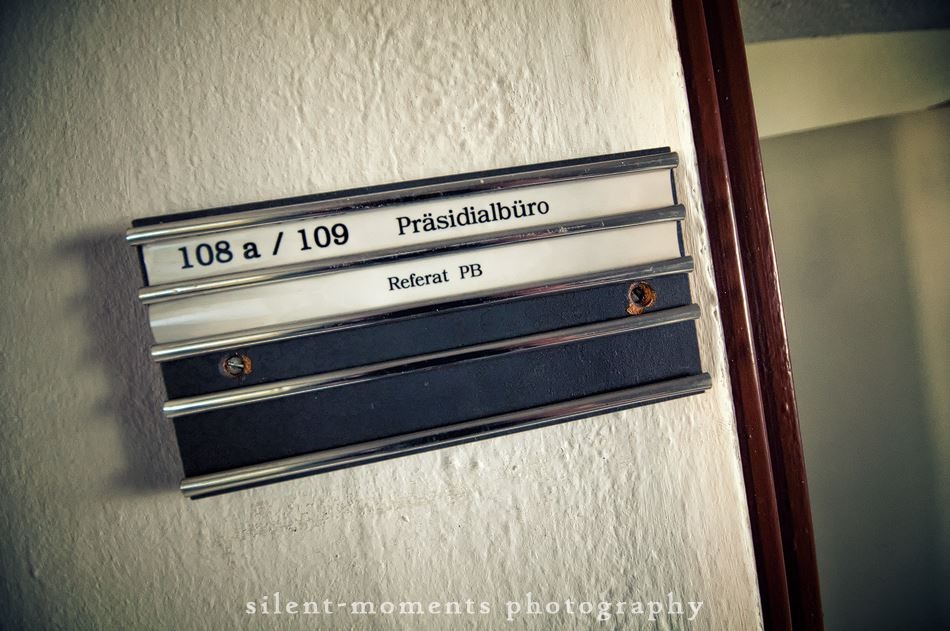 108 a / 109 Präsidialbüro
Referat PB
silent-moments photography